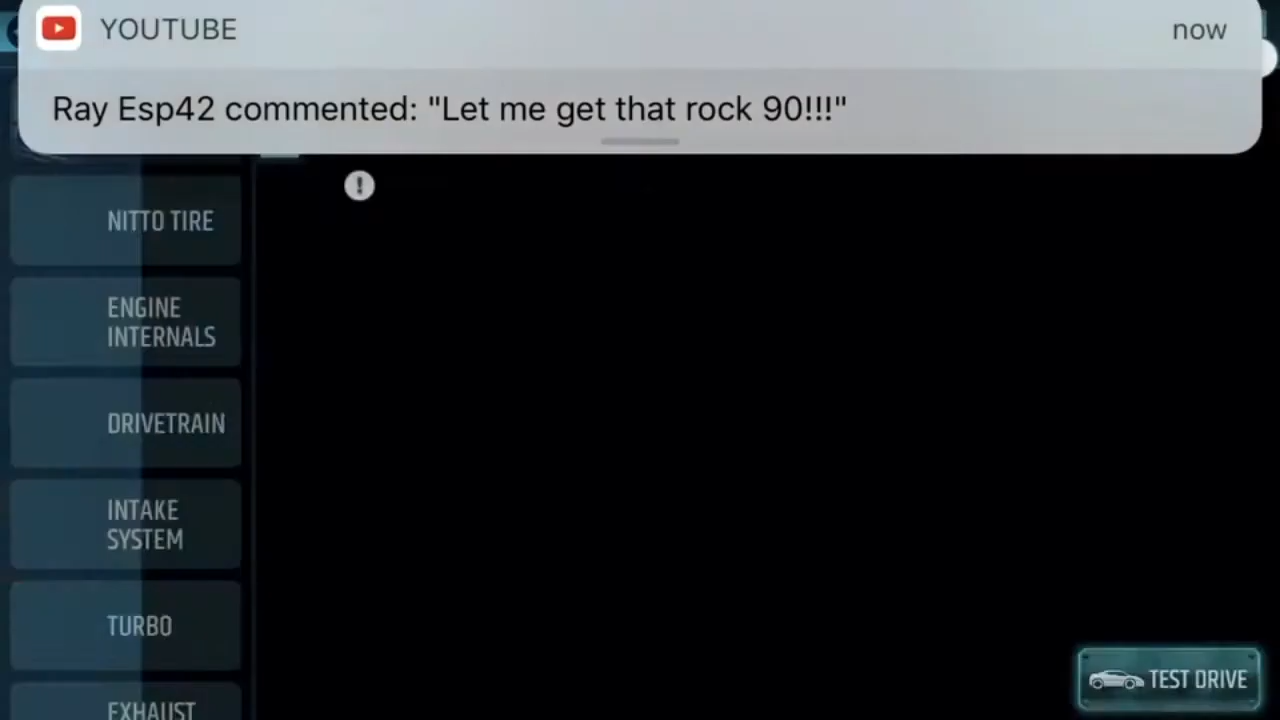 YOUTUBE
now
Ray Esp42 commented: "Let me get that rock 90!!!"
NITTO TIRE
ENGINE
INTERNALS
DRIVETRAIN
INTAKE
SYSTEM
TURBO
EXHAUST
TEST DRIVE